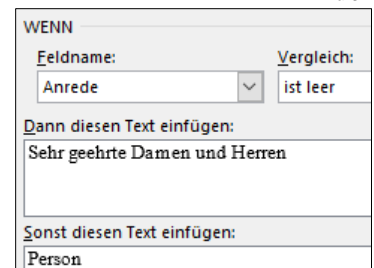 WENN
Feldname: Vergleich:
Anrede ist leer
Dann diesen Text einfügen:
Sehr geehrte Damen und Herren
Sonst diesen Text einfügen:
Person